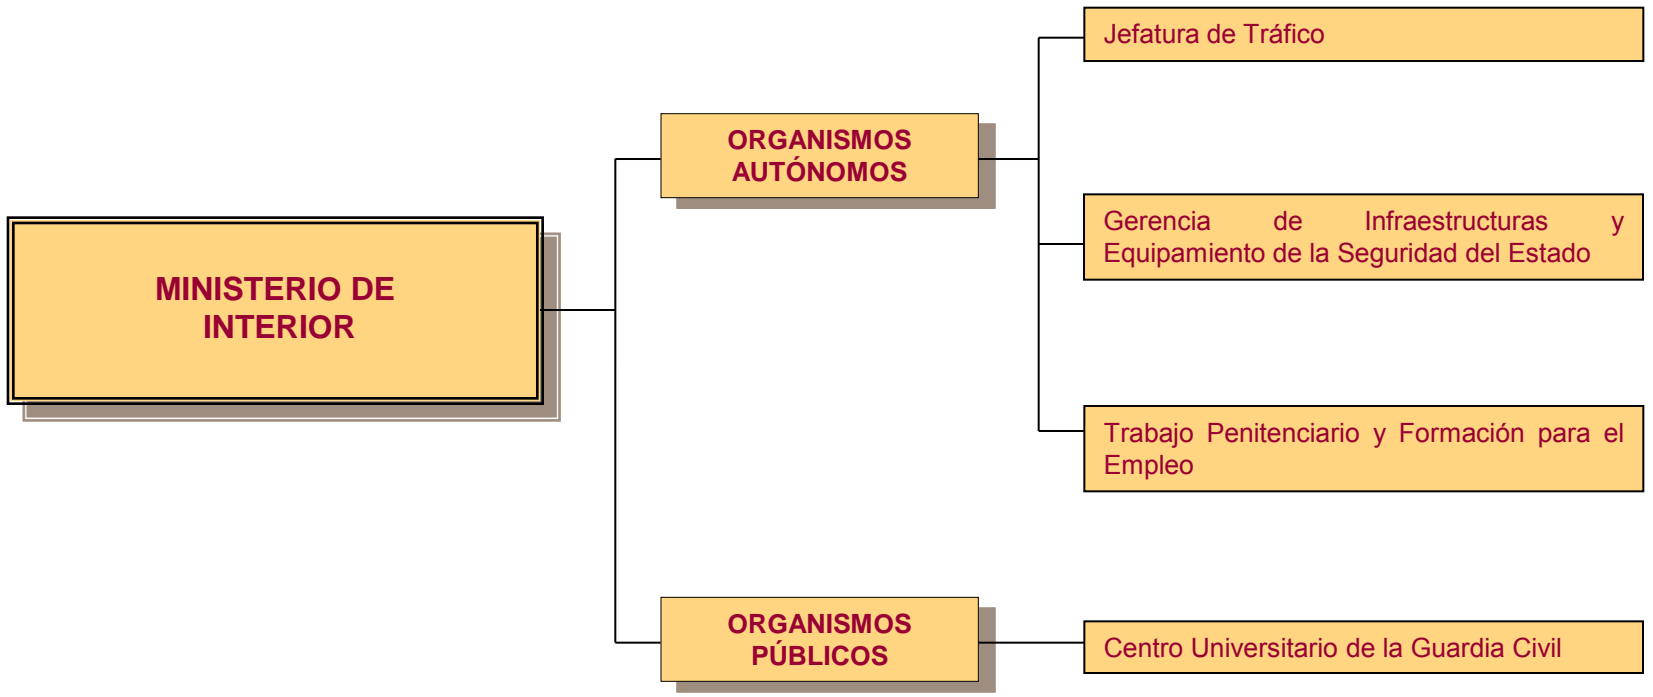 Jefatura de Tráfico
ORGANISMOS
AUTÓNOMOS
Gerencia de Infraestructuras y
Equipamiento de la Seguridad del Estado
MINISTERIO DE
INTERIOR
Trabajo Penitenciario y Formación para el
Empleo
ORGANISMOS
PÚBLICOS
Centro Universitario de la Guardia Civil